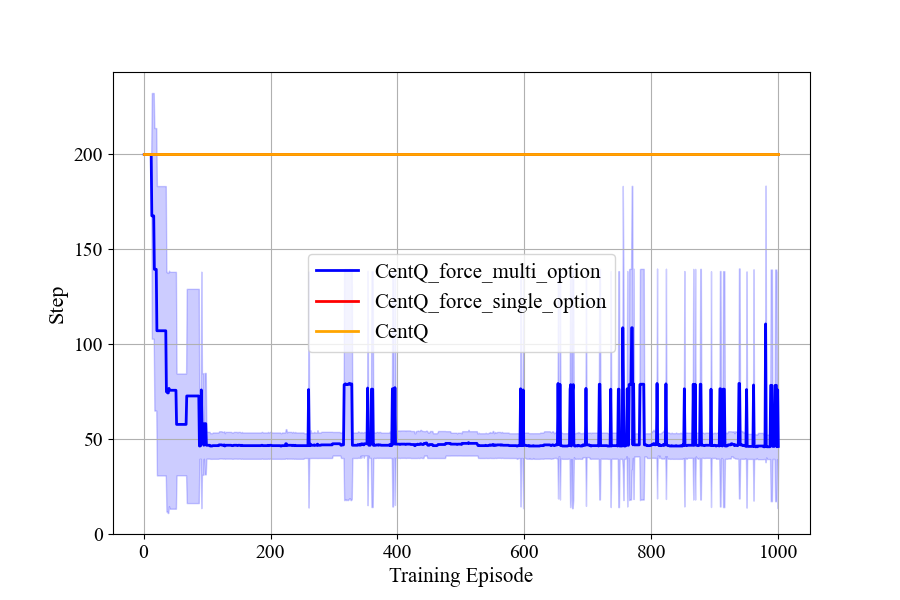 200
150
100
50
0
Step
CentQ_force_multi_option
CentQ_force_single_option
CentQ
0 200 400 600 800 1000
Training Episode